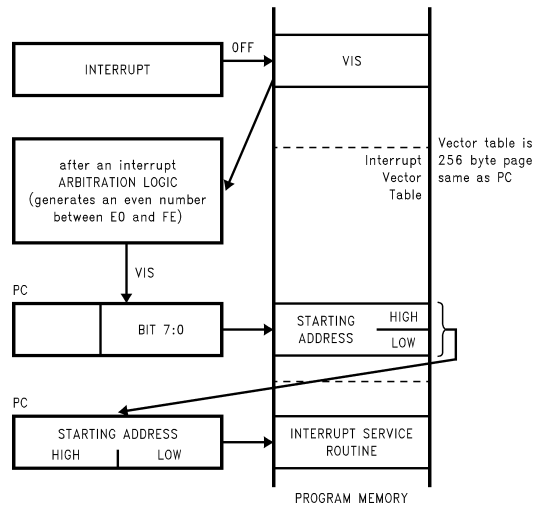 INTERRUPT
OFF
VIS
after an interrupt
ARBITRATION LOGIC
(generates an even number
between E0 and FE)
Interrupt
Vector
Table
Vector table is
256 byte page
same as PC
VIS
PC
BIT 7:0
STARTING
ADDRESS
HIGH
LOW
PC
STARTING ADDRESS
HIGH
LOW
INTERRUPT SERVICE
ROUTINE
PROGRAM MEMORY